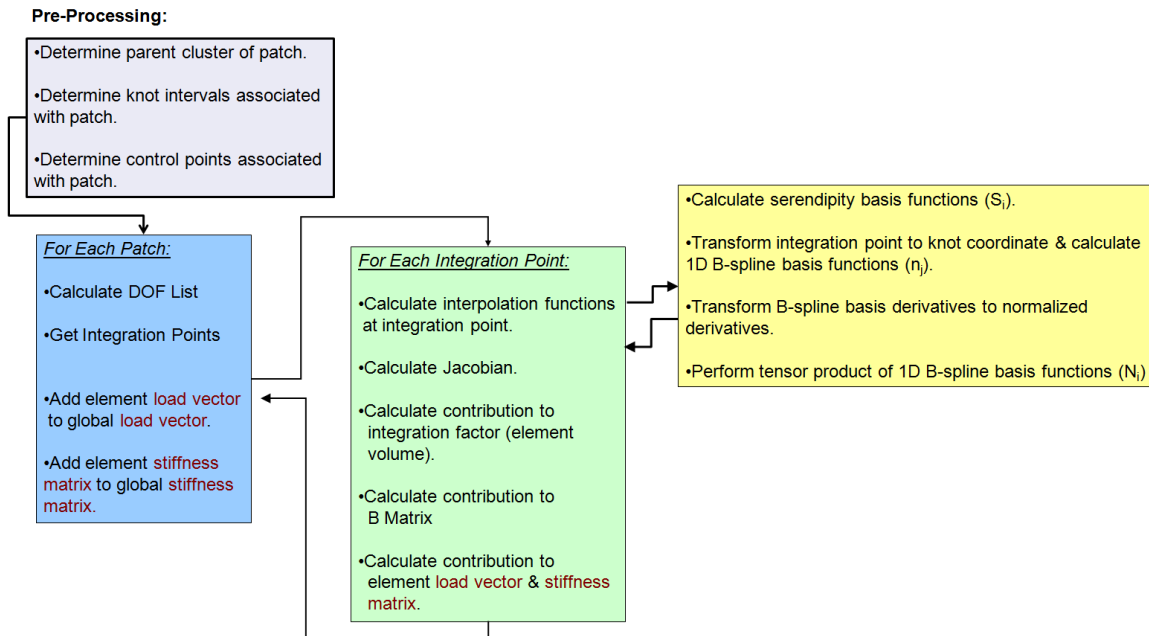 Pre-Processing:
•Determine parent cluster of patch.
•Determine knot intervals associated
with patch.
•Determine control points associated
with patch.
For Each Patch:
•Calculate DOF List
•Get Integration Points
•Add element load vector
to global load vector.
•Add element stiffness
matrix to global stiffness
matrix.
For Each Integration Point:
•Calculate interpolation functions
at integration point.
•Calculate Jacobian.
•Calculate contribution to
integration factor (element
volume).
•Calculate contribution to
B Matrix
•Calculate contribution to
element load vector & stiffness
matrix.
•Calculate serendipity basis functions (Si).
•Transform integration point to knot coordinate & calculate
1D B-spline basis functions (nj).
•Transform B-spline basis derivatives to normalized
derivatives.
•Perform tensor product of 1D B-spline basis functions (Ni)